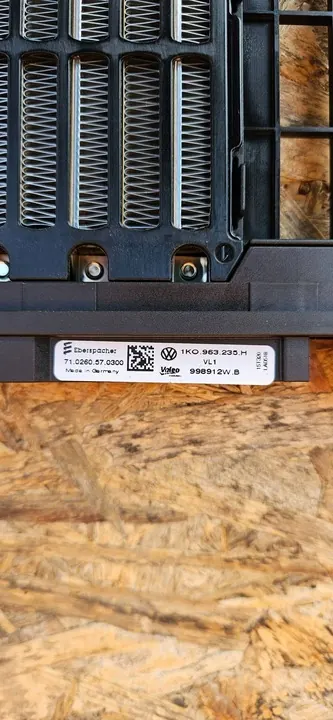 Eberspächer
71.0260.57.0300
Made in Germany
1K0.963.235.H
VL1
Valeo
998912W.B